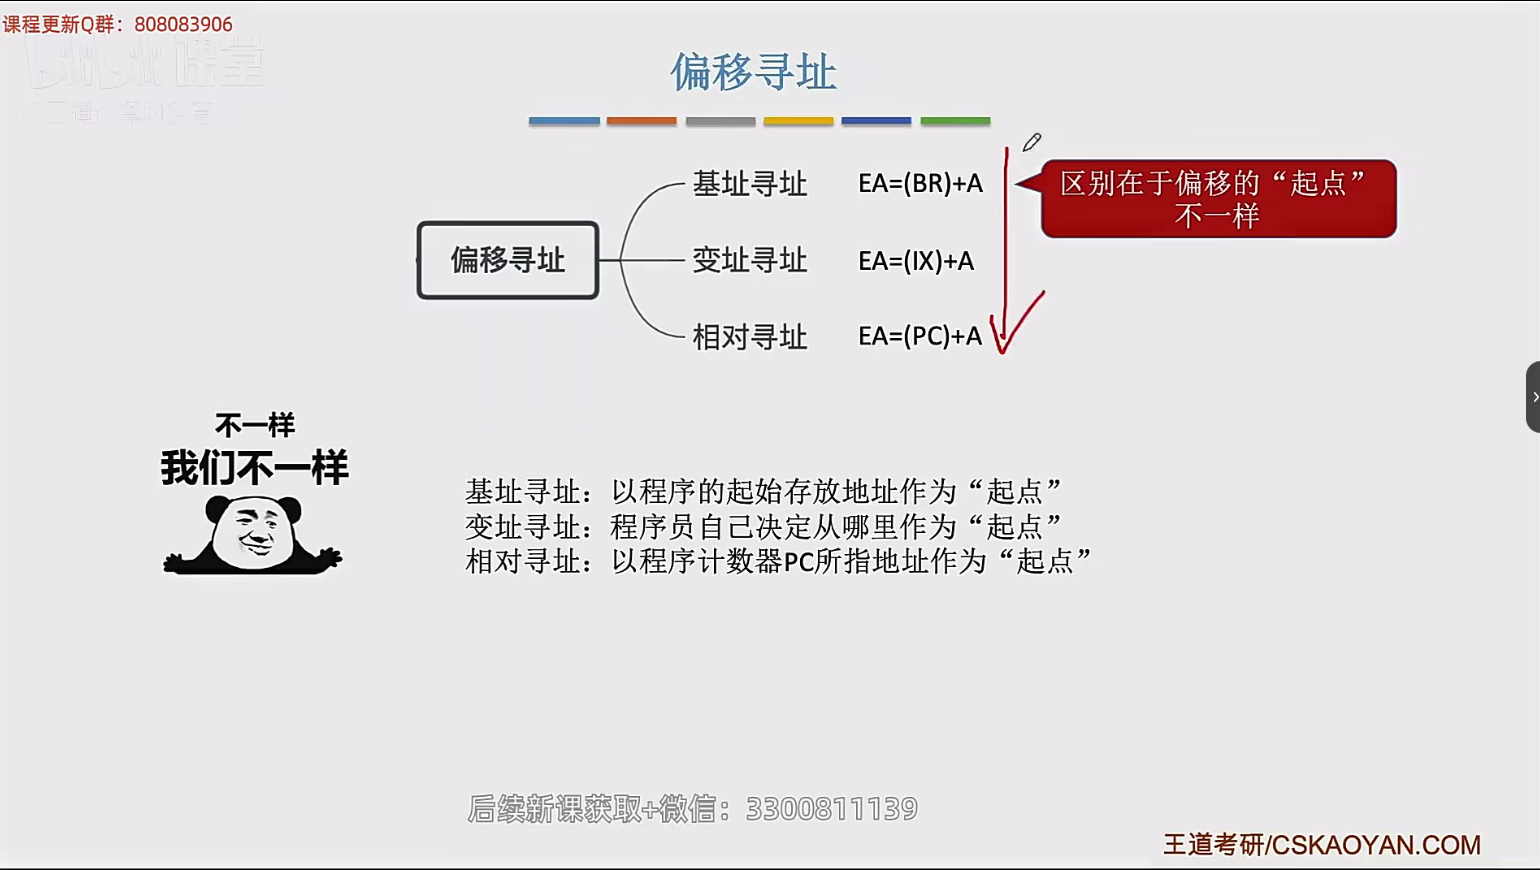 课程更新Q群：808083906
课堂
偏移寻址
基址寻址 EA=(BR)+A
区别在于偏移的“起点”
不一样
偏移寻址
变址寻址 EA=(IX)+A
相对寻址 EA=(PC)+A
不一样
我们不一样
基址寻址：以程序的起始存放地址作为“起点”
变址寻址：程序员自己决定从哪里作为“起点”
相对寻址：以程序计数器PC所指地址作为“起点”
后续新课获取+微信：3300811139
王道考研/CSKAOYAN.COM